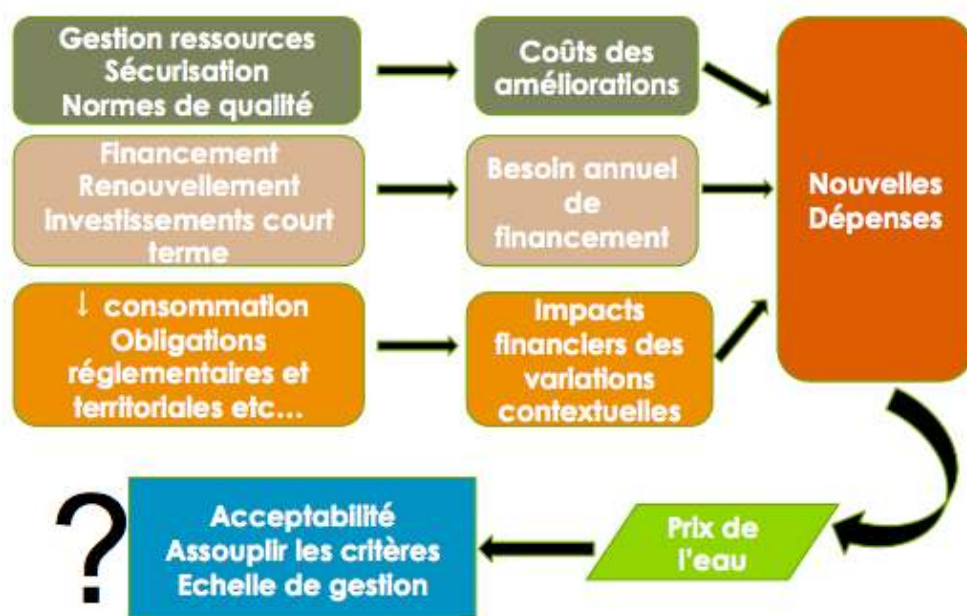 Gestion ressources
Sécurisation
Normes de qualité
Coûts des
améliorations
Nouvelles
Dépenses
Financement
Renouvellement
investissements court
terme
Besoin annuel
de
financement
↓ consommation
Obligations
réglementaires et
territoriales etc...
Impacts
financiers des
variations
contextuelles
?
Acceptabilité
Assouplir les critères
Echelle de gestion
Prix de
l'eau